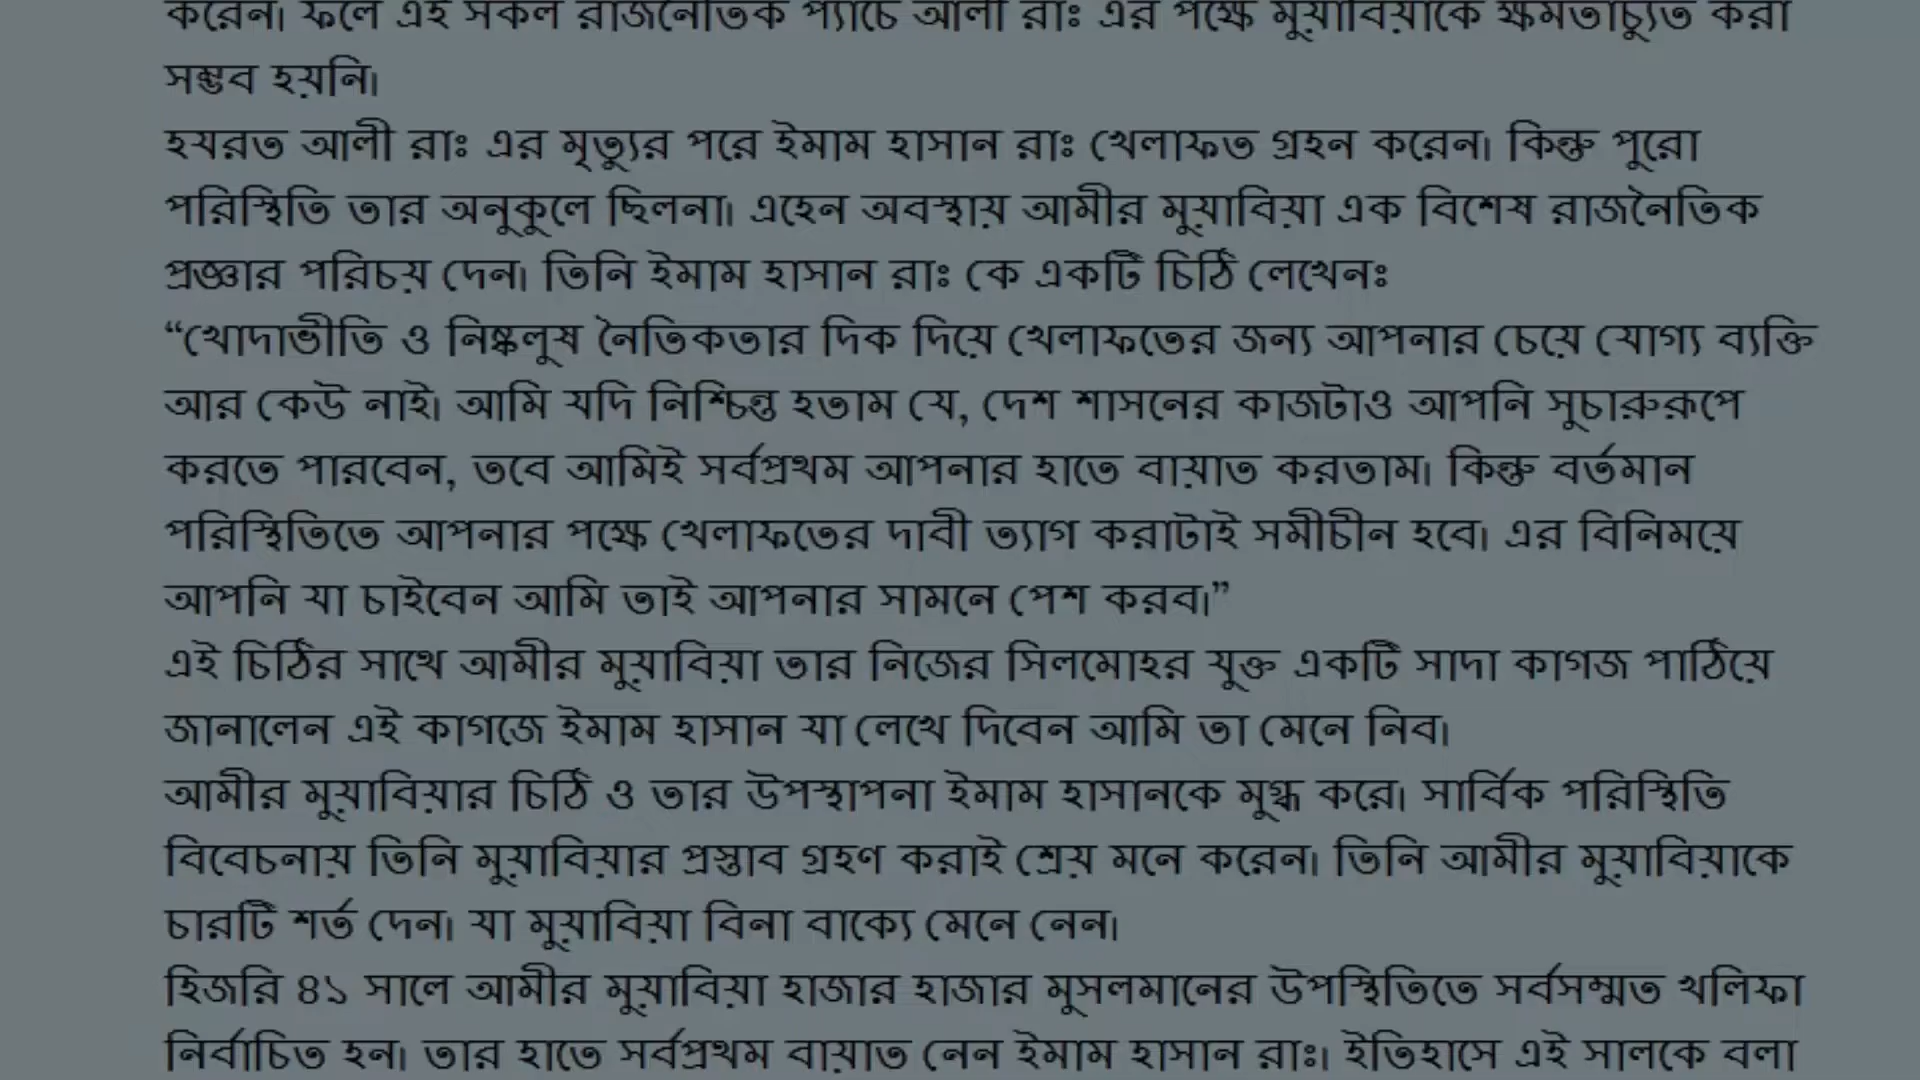 করেন। ফলে এই সকল রাজনৈতিক প্যাচে আলী রাঃ এর পক্ষে মুয়াবিয়াকে ক্ষমতাচ্যুত করা
সম্ভব হয়নি।
হযরত আলী রাঃ এর মৃত্যুর পরে ইমাম হাসান রাঃ খেলাফত গ্রহন করেন। কিন্তু পুরো
পরিস্থিতি তার অনুকুলে ছিলনা। এহেন অবস্থায় আমীর মুয়াবিয়া এক বিশেষ রাজনৈতিক
প্রজ্ঞার পরিচয় দেন। তিনি ইমাম হাসান রাঃ কে একটি চিঠি লেখেনঃ
“খোদাভীতি ও নিষ্কলুষ নৈতিকতার দিক দিয়ে খেলাফতের জন্য আপনার চেয়ে যোগ্য ব্যক্তি
আর কেউ নাই। আমি যদি নিশ্চিন্ত হতাম যে, দেশ শাসনের কাজটাও আপনি সুচারুরূপে
করতে পারবেন, তবে আমিই সর্বপ্রথম আপনার হাতে বায়াত করতাম। কিন্তু বর্তমান
পরিস্থিতিতে আপনার পক্ষে খেলাফতের দাবী ত্যাগ করাটাই সমীচীন হবে। এর বিনিময়ে
আপনি যা চাইবেন আমি তাই আপনার সামনে পেশ করব।”
এই চিঠির সাথে আমীর মুয়াবিয়া তার নিজের সিলমোহর যুক্ত একটি সাদা কাগজ পাঠিয়ে
জানালেন এই কাগজে ইমাম হাসান যা লেখে দিবেন আমি তা মেনে নিব।
আমীর মুয়াবিয়ার চিঠি ও তার উপস্থাপনা ইমাম হাসানকে মুগ্ধ করে। সার্বিক পরিস্থিতি
বিবেচনায় তিনি মুয়াবিয়ার প্রস্তাব গ্রহণ করাই শ্রেয় মনে করেন। তিনি আমীর মুয়াবিয়াকে
চারটি শর্ত দেন। যা মুয়াবিয়া বিনা বাক্যে মেনে নেন।
হিজরি ৪১ সালে আমীর মুয়াবিয়া হাজার হাজার মুসলমানের উপস্থিতিতে সর্বসম্মত খলিফা
নির্বাচিত হন। তার হাতে সর্বপ্রথম বায়াত নেন ইমাম হাসান রাঃ। ইতিহাসে এই সালকে বলা